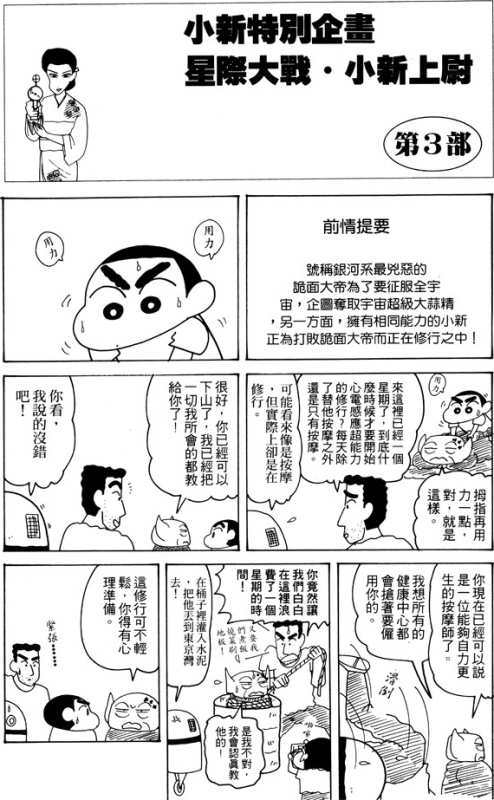 小新特別企畫
星際大戰・小新上尉
第3部
前情提要
號稱銀河系最兇惡的
詭面大帝為了要征服全宇
宙，企圖奪取宇宙超級大蒜精
，另一方面，擁有相同能力的小新
正為打敗詭面大帝而正在修行之中！
用力
用力
用力
拇指再用
力一點，
對，就是
這樣。
來這裡已經一個
星期了，到底什
麼時候才要開始
心電感應超能力
的修行？每天除
了替他按摩之外
還是只有按摩。
可能看來像是按摩
，但實際上卻是在
修行。
很好，你已經可以
下山了，我已經把
一切我所會的都教
給你了！
你看，
我說的沒錯
吧！
你現在已經可以說
是一位能夠自力更
生的按摩師了。
我想所有的
健康中心都
會搶著要僱
用你的。
滑倒
你竟然讓
我們白白
在這裡浪
費了一個
星期的時
間！
是我不對，
我會認真教
他的！
在桶子裡灌入水泥
，把他丟到東京灣
去！
這修行可不輕
鬆，你得有心
理準備。
緊張……